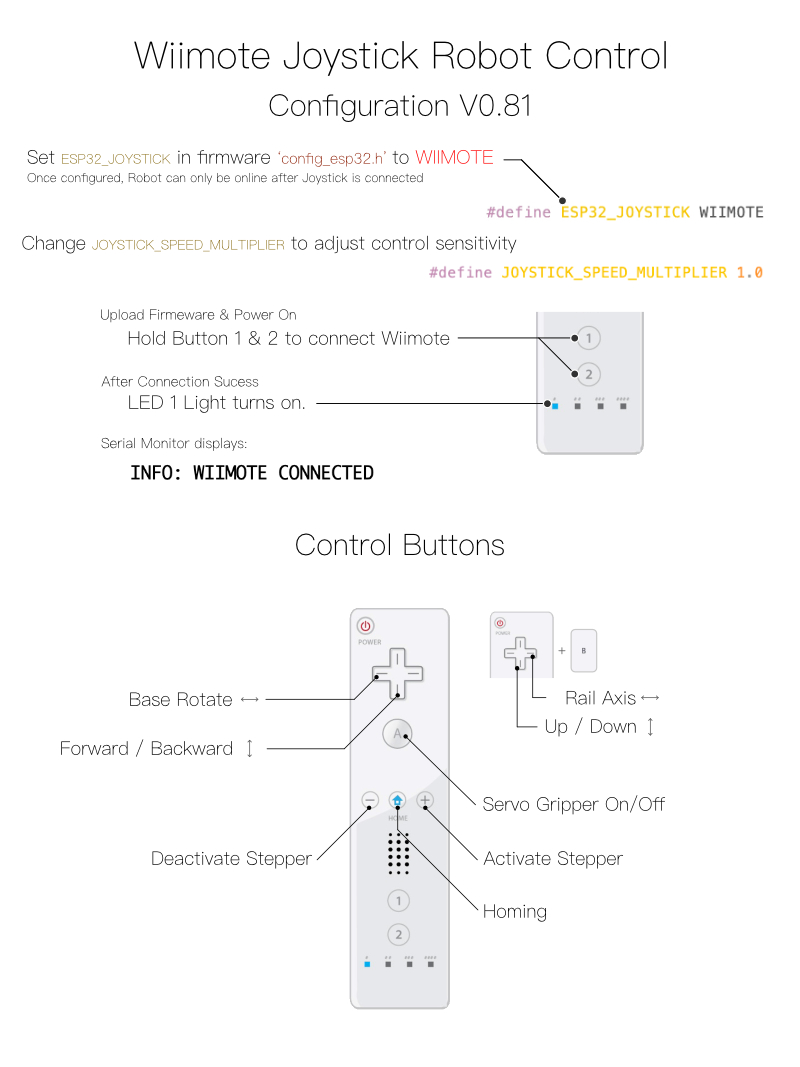 Wiimote Joystick Robot Control
Configuration V0.81
Set ESP32_JOYSTICK in firmware 'config_esp32.h' to WIIMOTE
Once configured, Robot can only be online after Joystick is connected
#define ESP32_JOYSTICK WIIMOTE
Change JOYSTICK_SPEED_MULTIPLIER to adjust control sensitivity
#define JOYSTICK_SPEED_MULTIPLIER 1.0
Upload Firmeware & Power On
Hold Button 1 & 2 to connect Wiimote
1
2
After Connection Sucess
LED 1 Light turns on.
# ## ### ####
Serial Monitor displays:
INFO: WIIMOTE CONNECTED
Control Buttons
POWER
POWER
+ B
Base Rotate ↔
Rail Axis ↔
Up / Down ↕
A
Forward / Backward ↕
− +
HOME
Servo Gripper On/Off
Deactivate Stepper
Activate Stepper
1
Homing
2
# ## ### ####